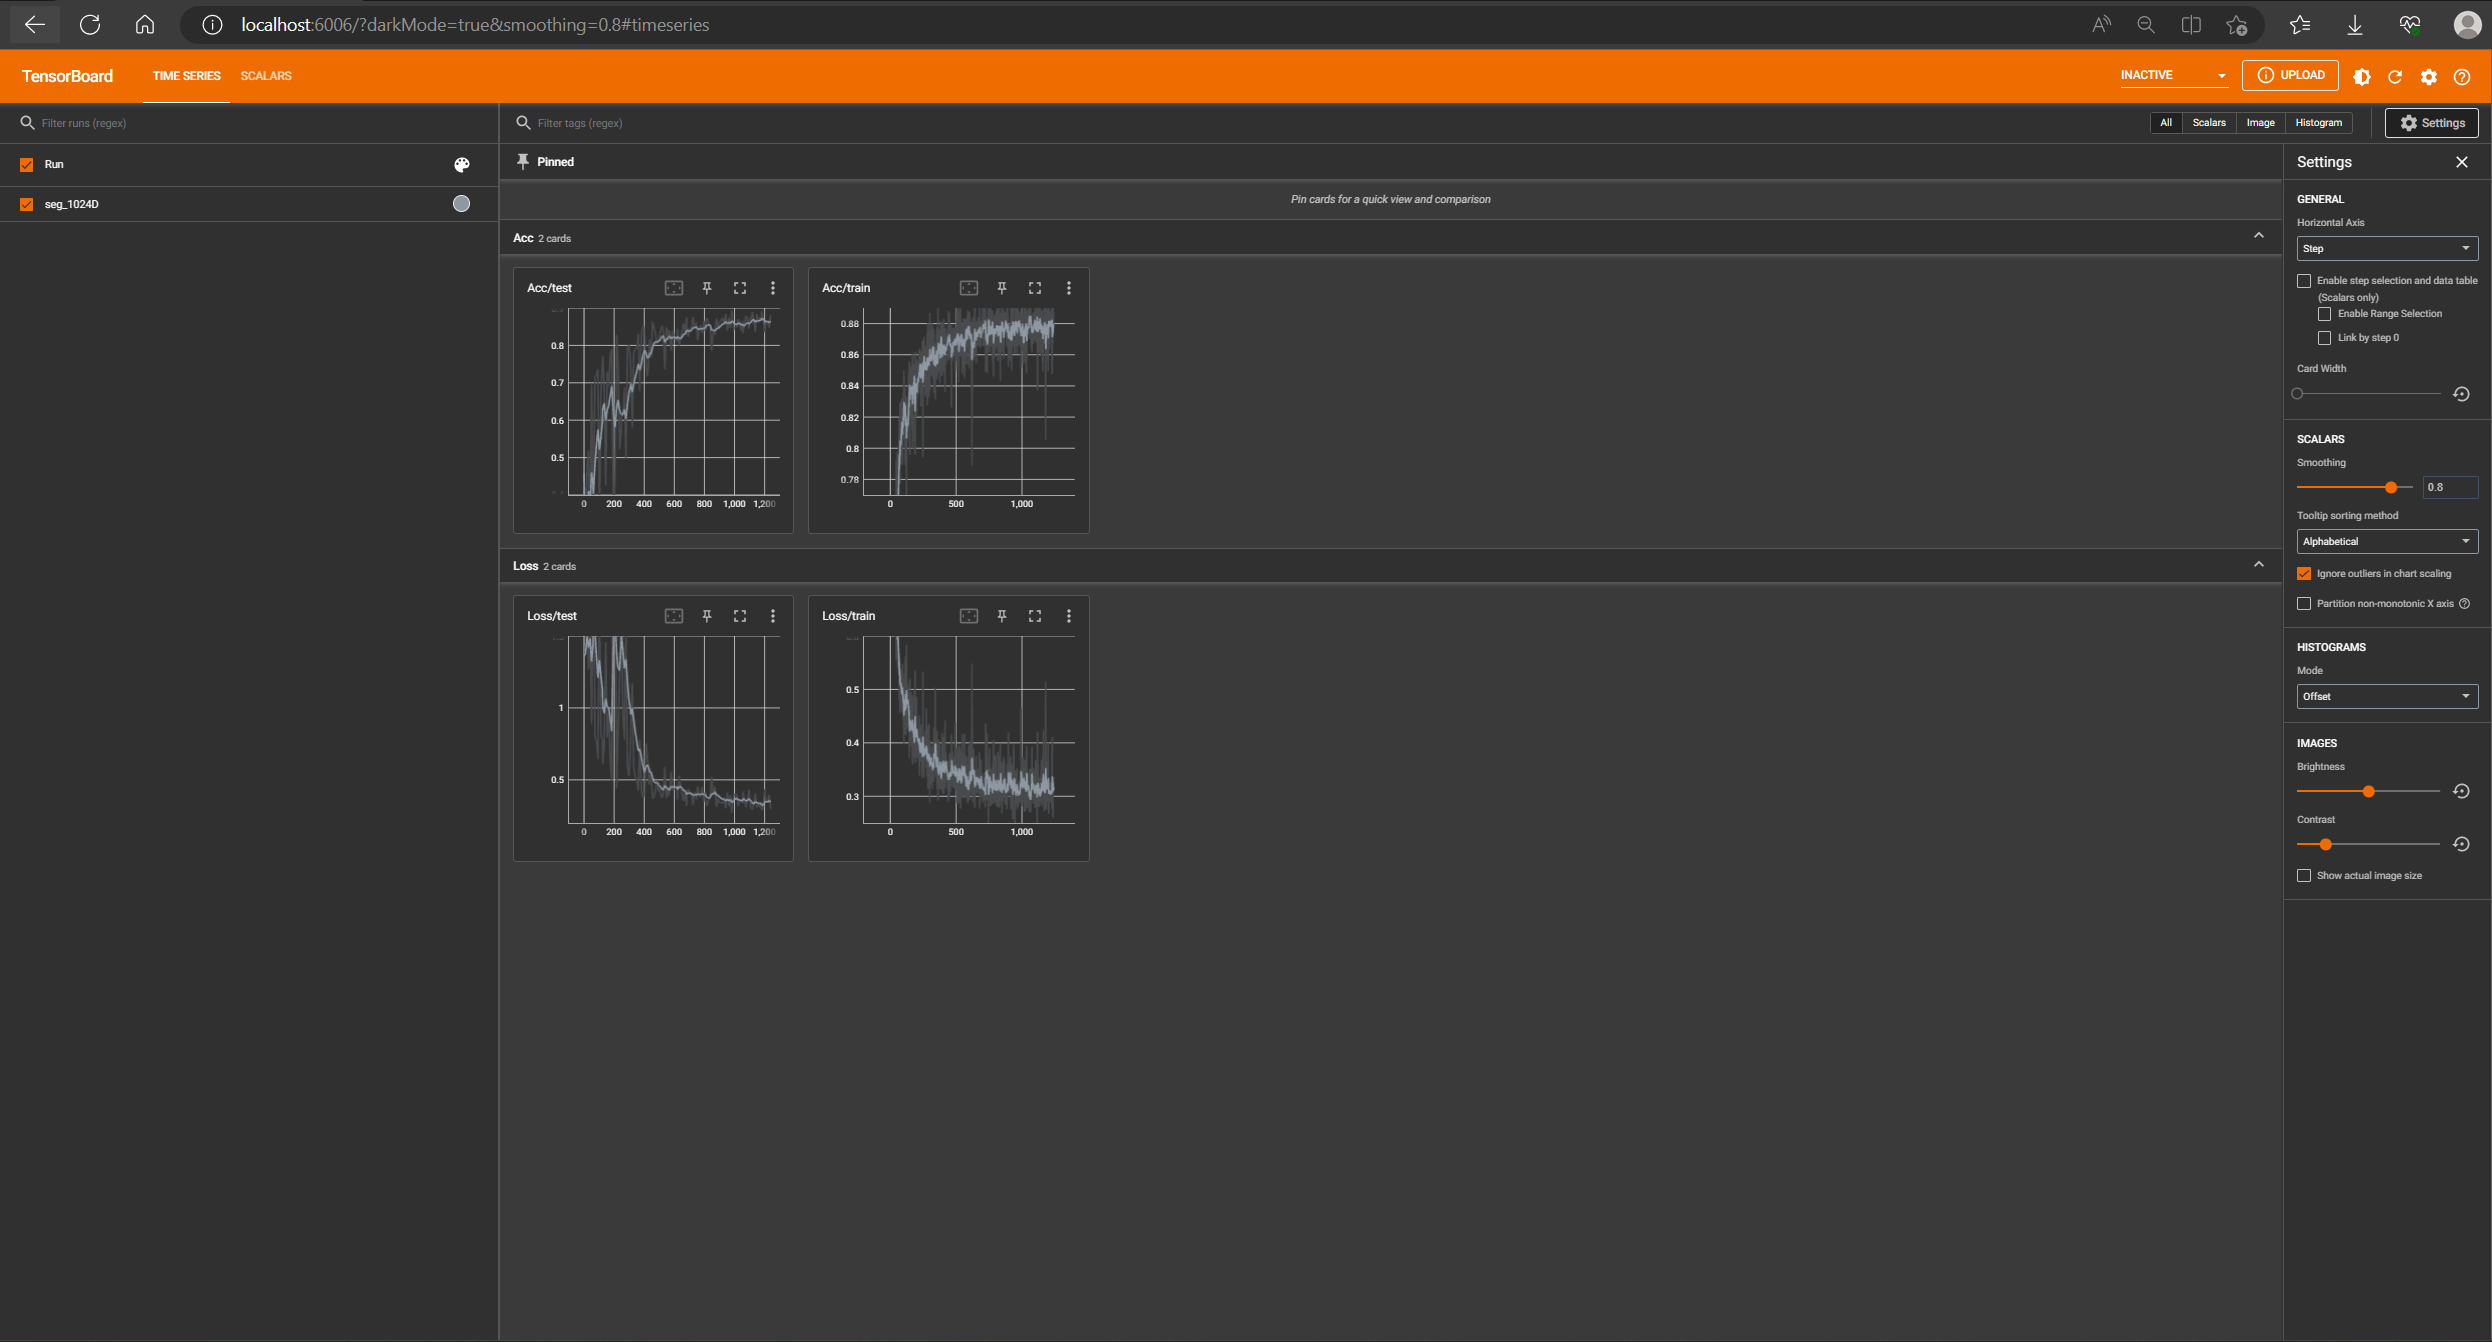 localhost:6006/?darkMode=true&smoothing=0.8#timeseries
TensorBoard TIME SERIES SCALARS INACTIVE UPLOAD
Filter runs (regex)
Run
seg_1024D
Filter tags (regex) All Scalars Image Histogram Settings
Pinned
Pin cards for a quick view and comparison
Acc 2 cards
Acc/test
0.8
0.7
0.6
0.5
0 200 400 600 800 1,000 1,200
Acc/train
0.88
0.86
0.84
0.82
0.8
0.78
0 500 1,000
Loss 2 cards
Loss/test
1
0.5
0 200 400 600 800 1,000 1,200
Loss/train
0.5
0.4
0.3
0 500 1,000
Settings
GENERAL
Horizontal Axis
Step
Enable step selection and data table
(Scalars only)
Enable Range Selection
Link by step 0
Card Width
SCALARS
Smoothing
0.8
Tooltip sorting method
Alphabetical
Ignore outliers in chart scaling
Partition non-monotonic X axis
HISTOGRAMS
Mode
Offset
IMAGES
Brightness
Contrast
Show actual image size